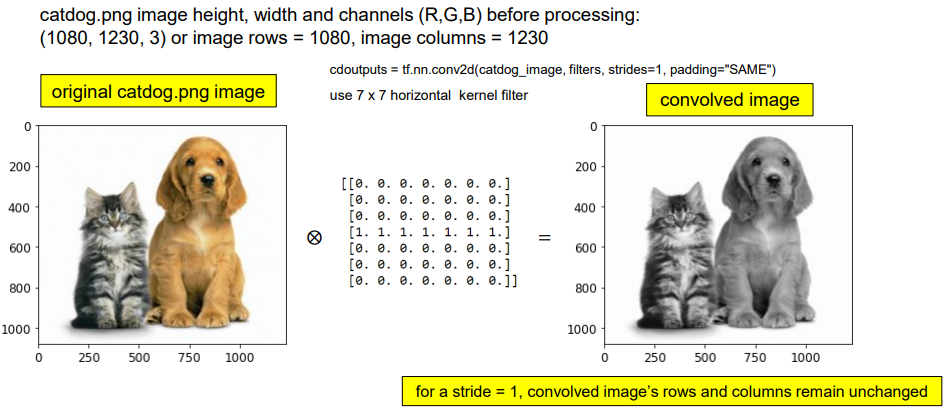 catdog.png image height, width and channels (R,G,B) before processing:
(1080, 1230, 3) or image rows = 1080, image columns = 1230
cdoutputs = tf.nn.conv2d(catdog_image, filters, strides=1, padding="SAME")
original catdog.png image
use 7 x 7 horizontal kernel filter
convolved image
0
200
400
600
800
1000
0 250 500 750 1000
⊗
[[0. 0. 0. 0. 0. 0. 0.]
[0. 0. 0. 0. 0. 0. 0.]
[0. 0. 0. 0. 0. 0. 0.]
[1. 1. 1. 1. 1. 1. 1.]
[0. 0. 0. 0. 0. 0. 0.]
[0. 0. 0. 0. 0. 0. 0.]
[0. 0. 0. 0. 0. 0. 0.]]
=
0
200
400
600
800
1000
0 250 500 750 1000
for a stride = 1, convolved image's rows and columns remain unchanged